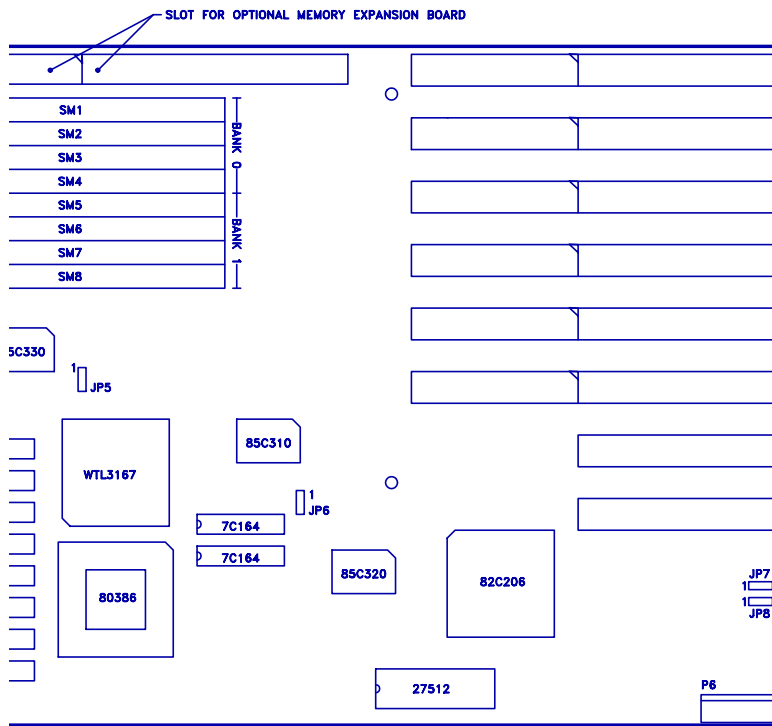 SLOT FOR OPTIONAL MEMORY EXPANSION BOARD
SM1
SM2
SM3
SM4
SM5
SM6
SM7
SM8
BANK 0
BANK 1
5C330
1
JP5
WTL3167
85C310
1
JP6
7C164
7C164
80386
85C320
82C206
JP7
1
1
JP8
27512
P6